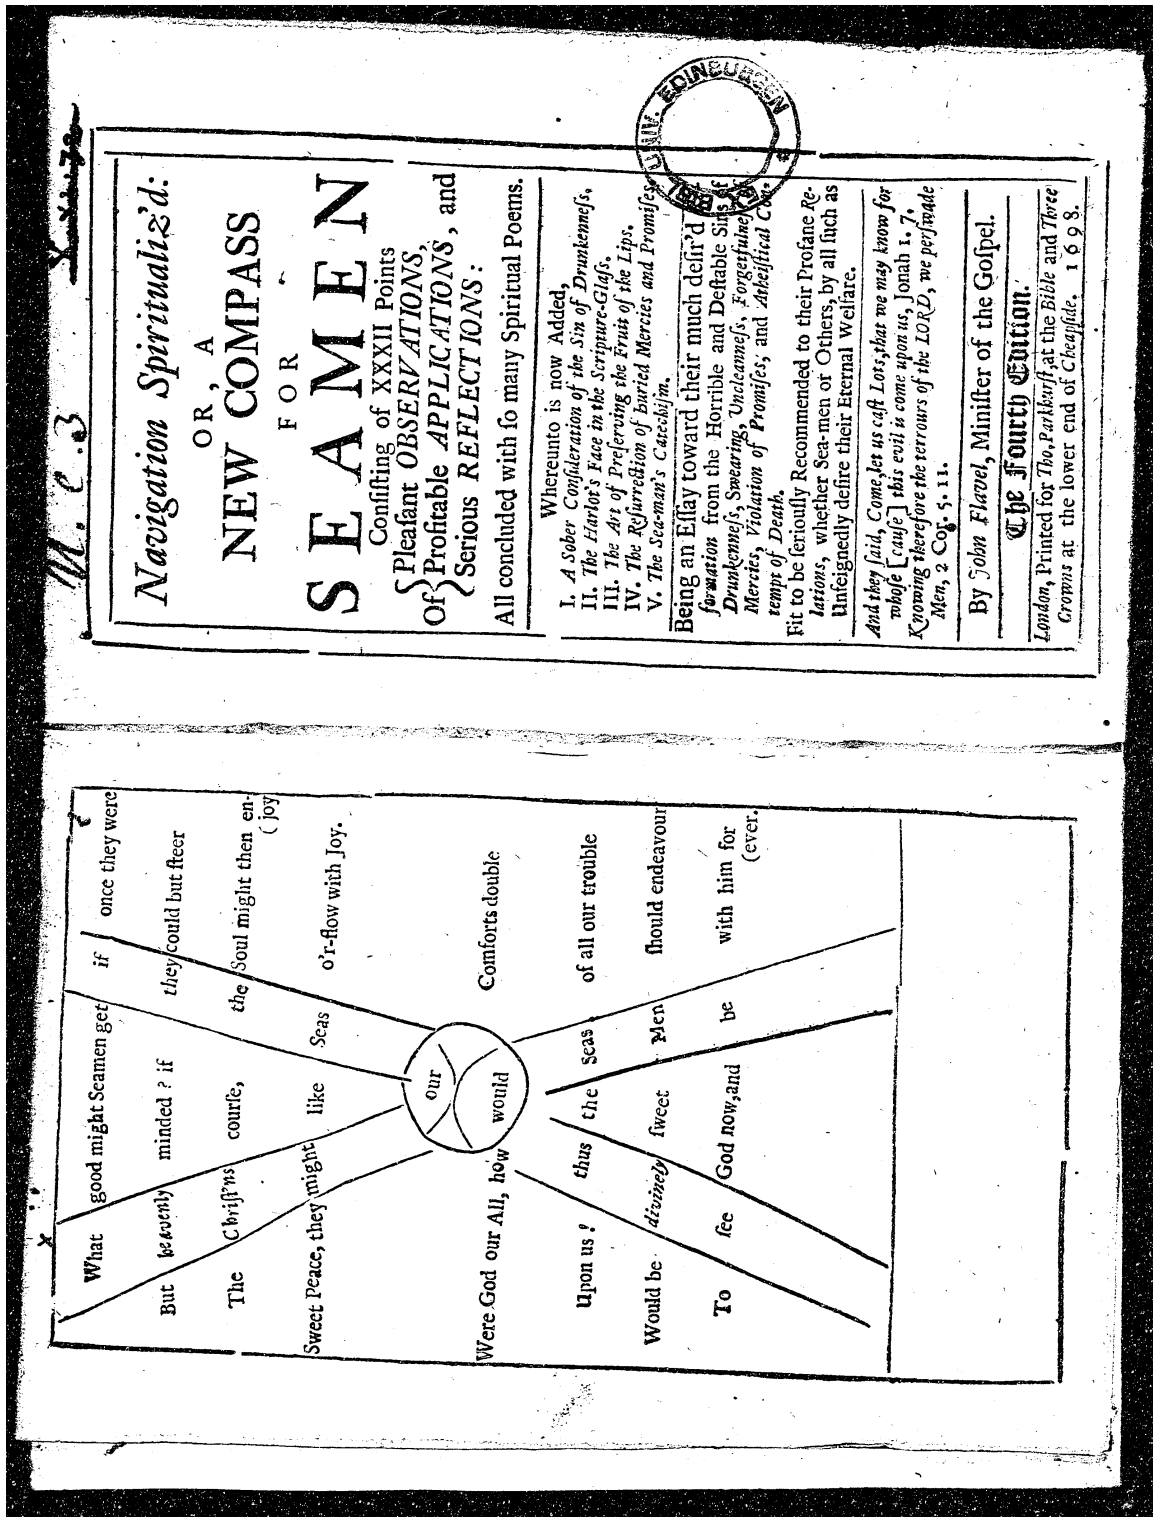 What good might Seamen get if once they were
But heavenly minded ? if they could but ſteer
The Chriſt'ns courſe, the Soul might then en-
(joy
Sweet Peace, they might like Seas o'r-flow with Joy.
our
would
Were God our All, how Comforts double
Upon us ! thus the seas of all our trouble
Would be divinely ſweet Men ſhould endeavour
To ſee God now, and be with him for
(ever.
M. c. 3
Navigation Spiritualiz'd:
OR, A
NEW COMPASS
FOR
SEAMEN
Conſiſting of XXXII Points
Of { Pleaſant OBSERVATIONS,
Profitable APPLICATIONS, and
Serious REFLECTIONS:
All concluded with ſo many Spiritual Poems.
Whereunto is now Added,
I. A Sober Conſideration of the Sin of Drunkenneſs.
II. The Harlot's Face in the Scripture-Glaſs.
III. The Art of Preſerving the Fruit of the Lips.
IV. The Reſurrection of buried Mercies and Promiſes.
V. The Sea-man's Catechiſm.
Being an Eſſay toward their much deſir'd Re-
formation from the Horrible and Deſtable Sins of
Drunkenneſs, Swearing, Uncleanneſs, Forgetfulneſs of
Mercies, Violation of Promiſes; and Atheiſtical Con-
tempt of Death.
Fit to be ſeriouſly Recommended to their Profane Re-
lations, whether Sea-men or Others, by all ſuch as
Unfeignedly deſire their Eternal Welfare.
And they ſaid, Come, let us caſt Lots, that we may know for
whoſe [cauſe] this evil is come upon us, Jonah 1. 7.
Knowing therefore the terrours of the LORD, we perſwade
Men, 2 Cor. 5. 11.
By John Flavel, Miniſter of the Goſpel.
The Fourth Edition.
London, Printed for Tho. Parkhurſt, at the Bible and Three
Crowns at the lower end of Cheapſide. 1698.
BIBL. UNIV. EDINBURGEN